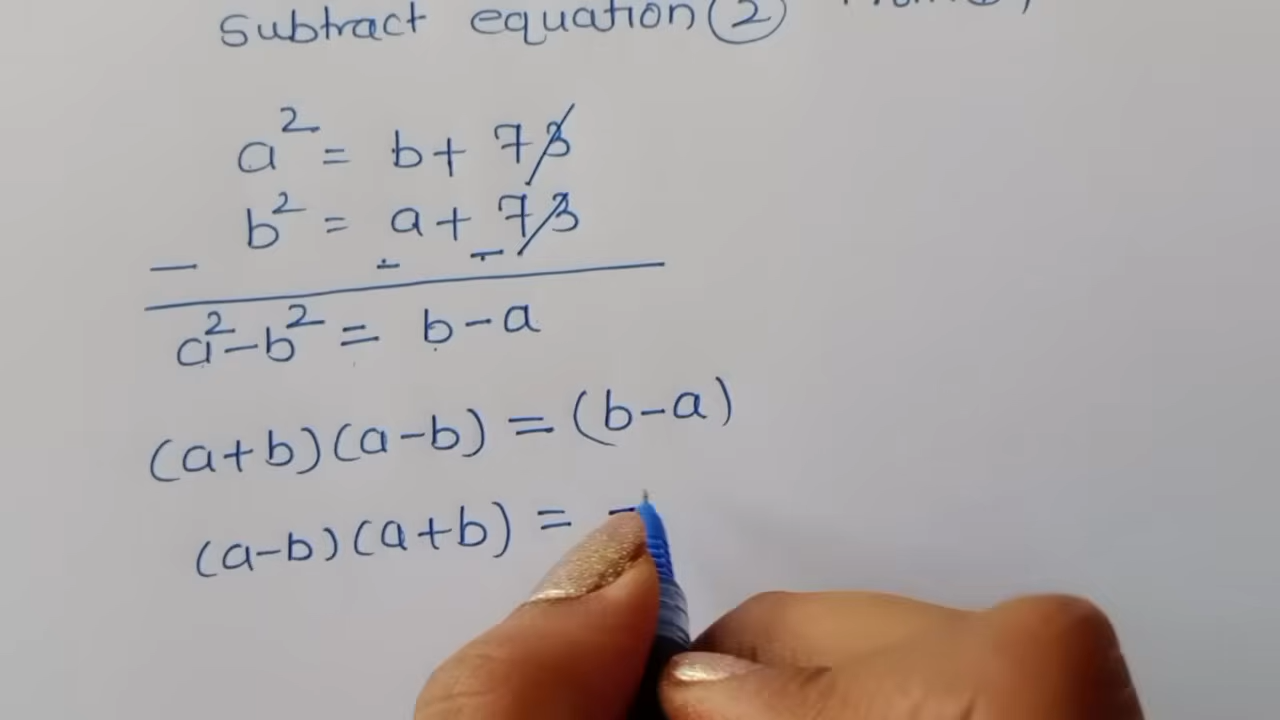 Subtract equation ②
a² = b + 73
b² = a + 73
− − −
a² − b² = b − a
(a+b)(a−b) = (b−a)
(a−b)(a+b) = −